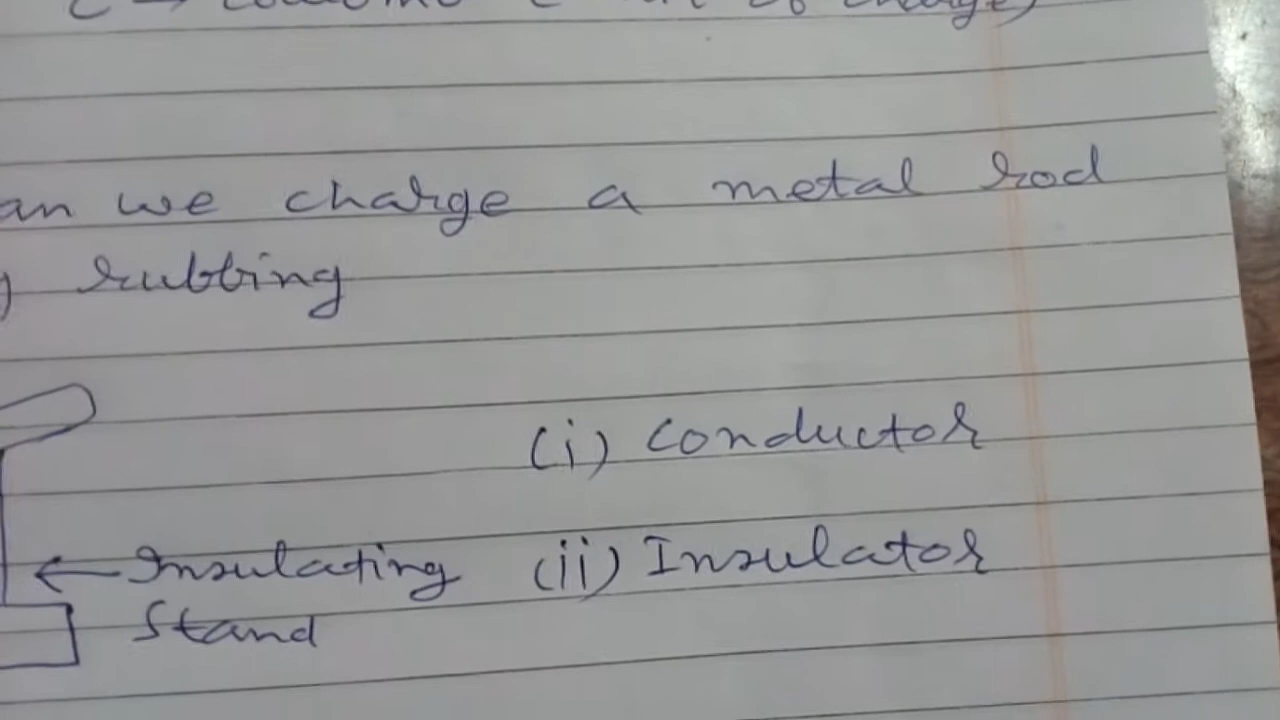 an we charge a metal rod
rubbing
(i) Conductor
Insulating (ii) Insulator
Stand